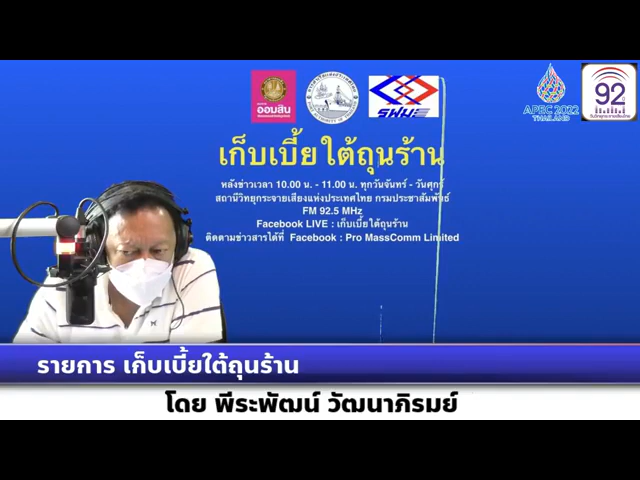 APEC 2022
THAILAND
92
ออมสิน
รฟม
เก็บเบี้ยใต้ถุนร้าน
หลังข่าวเวลา 10.00 น. - 11.00 น. ทุกวันจันทร์ - วันศุกร์
สถานีวิทยุกระจายเสียงแห่งประเทศไทย กรมประชาสัมพันธ์
FM 92.5 MHz
Facebook LIVE : เก็บเบี้ยใต้ถุนร้าน
ติดตามข่าวสารได้ที่ Facebook : Pro MassComm Limited
รายการ เก็บเบี้ยใต้ถุนร้าน
โดย พีระพัฒน์ วัฒนาภิรมย์